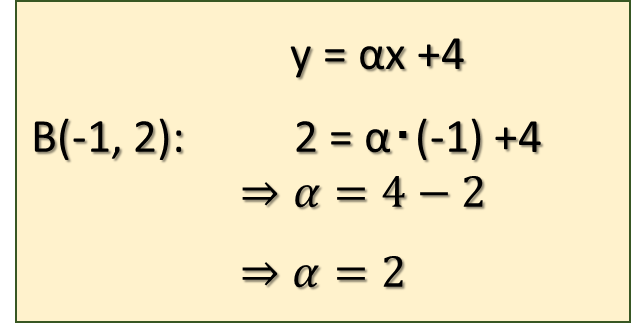 y = αx +4
B(-1, 2): 2 = α·(-1) +4
⇒ α = 4 − 2
⇒ α = 2